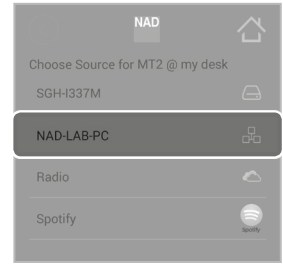 NAD
Choose Source for MT2 @ my desk
SGH-I337M
NAD-LAB-PC
Radio
Spotify
Spotify